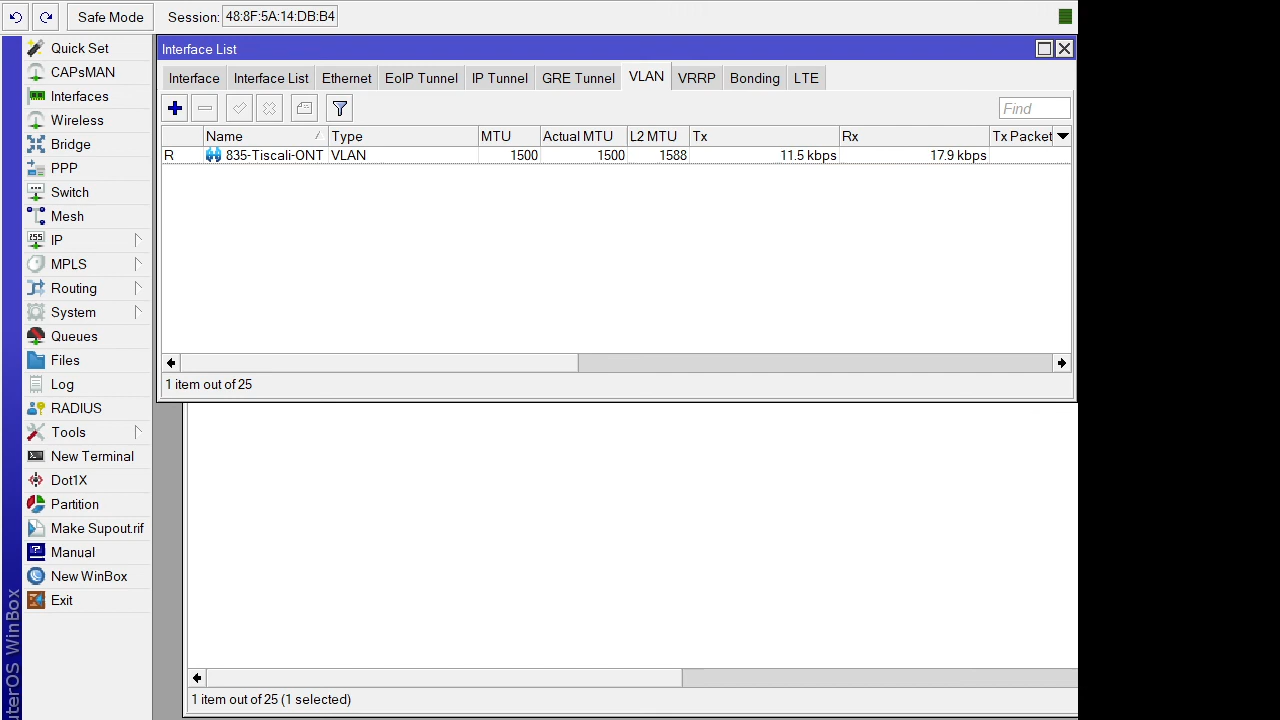 Safe Mode Session: 48:8F:5A:14:DB:B4
Interface List
Interface Interface List Ethernet EoIP Tunnel IP Tunnel GRE Tunnel VLAN VRRP Bonding LTE
Find
Name Type MTU Actual MTU L2 MTU Tx Rx Tx Packet
R 835-Tiscali-ONT VLAN 1500 1500 1588 11.5 kbps 17.9 kbps
1 item out of 25
1 item out of 25 (1 selected)
Quick Set
CAPsMAN
Interfaces
Wireless
Bridge
PPP
Switch
Mesh
IP
MPLS
Routing
System
Queues
Files
Log
RADIUS
Tools
New Terminal
Dot1X
Partition
Make Supout.rif
Manual
New WinBox
Exit
uterOS WinBox